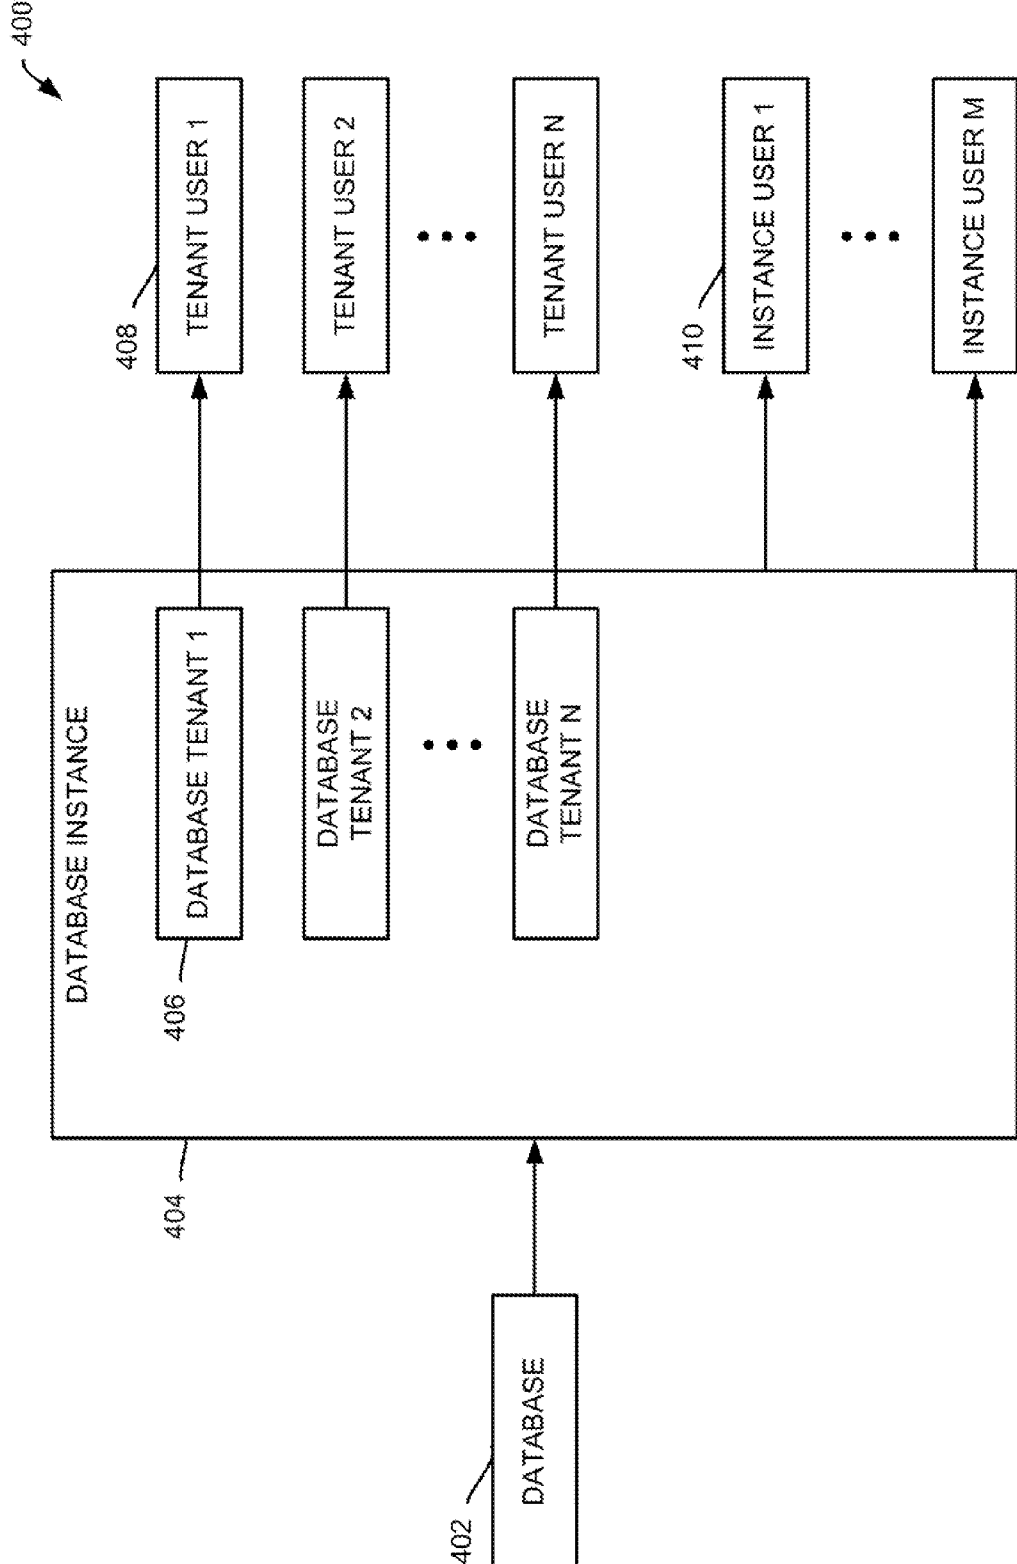 400
402
DATABASE
404
DATABASE INSTANCE
406
DATABASE TENANT 1
DATABASE
TENANT 2
DATABASE
TENANT N
408
TENANT USER 1
TENANT USER 2
TENANT USER N
410
INSTANCE USER 1
INSTANCE USER M